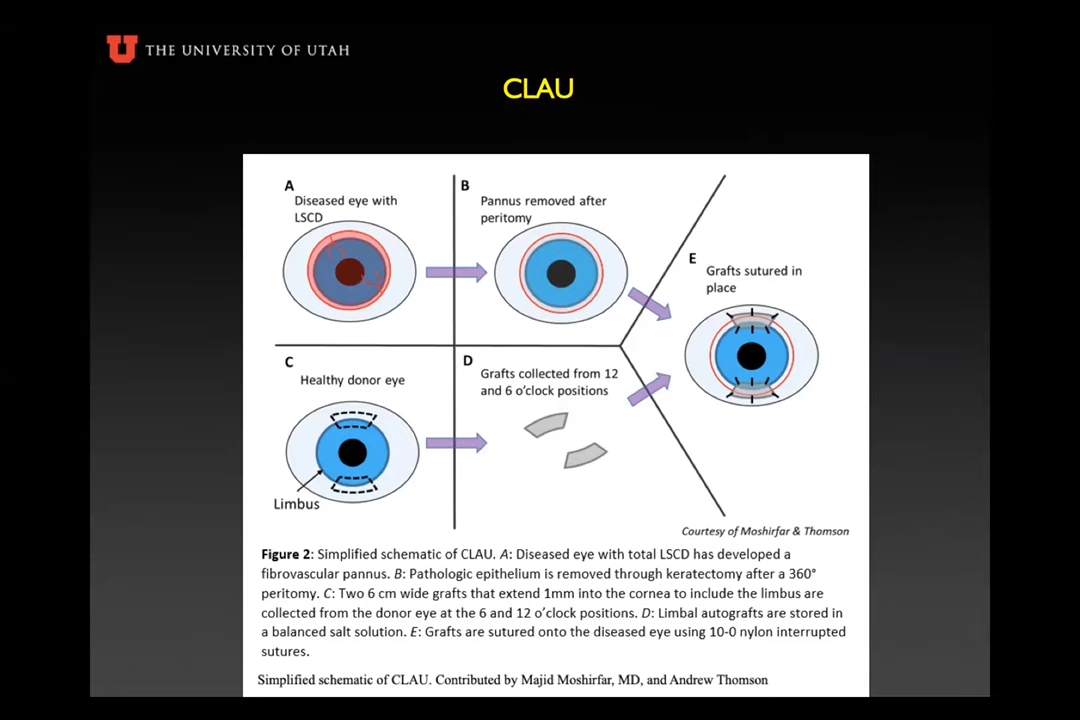 THE UNIVERSITY OF UTAH
CLAU
A
Diseased eye with
LSCD
B
Pannus removed after
peritomy
E
Grafts sutured in
place
C
Healthy donor eye
Limbus
D
Grafts collected from 12
and 6 o'clock positions
Courtesy of Moshirfar & Thomson
Figure 2: Simplified schematic of CLAU. A: Diseased eye with total LSCD has developed a
fibrovascular pannus. B: Pathologic epithelium is removed through keratectomy after a 360°
peritomy. C: Two 6 cm wide grafts that extend 1mm into the cornea to include the limbus are
collected from the donor eye at the 6 and 12 o'clock positions. D: Limbal autografts are stored in
a balanced salt solution. E: Grafts are sutured onto the diseased eye using 10-0 nylon interrupted
sutures.
Simplified schematic of CLAU. Contributed by Majid Moshirfar, MD, and Andrew Thomson